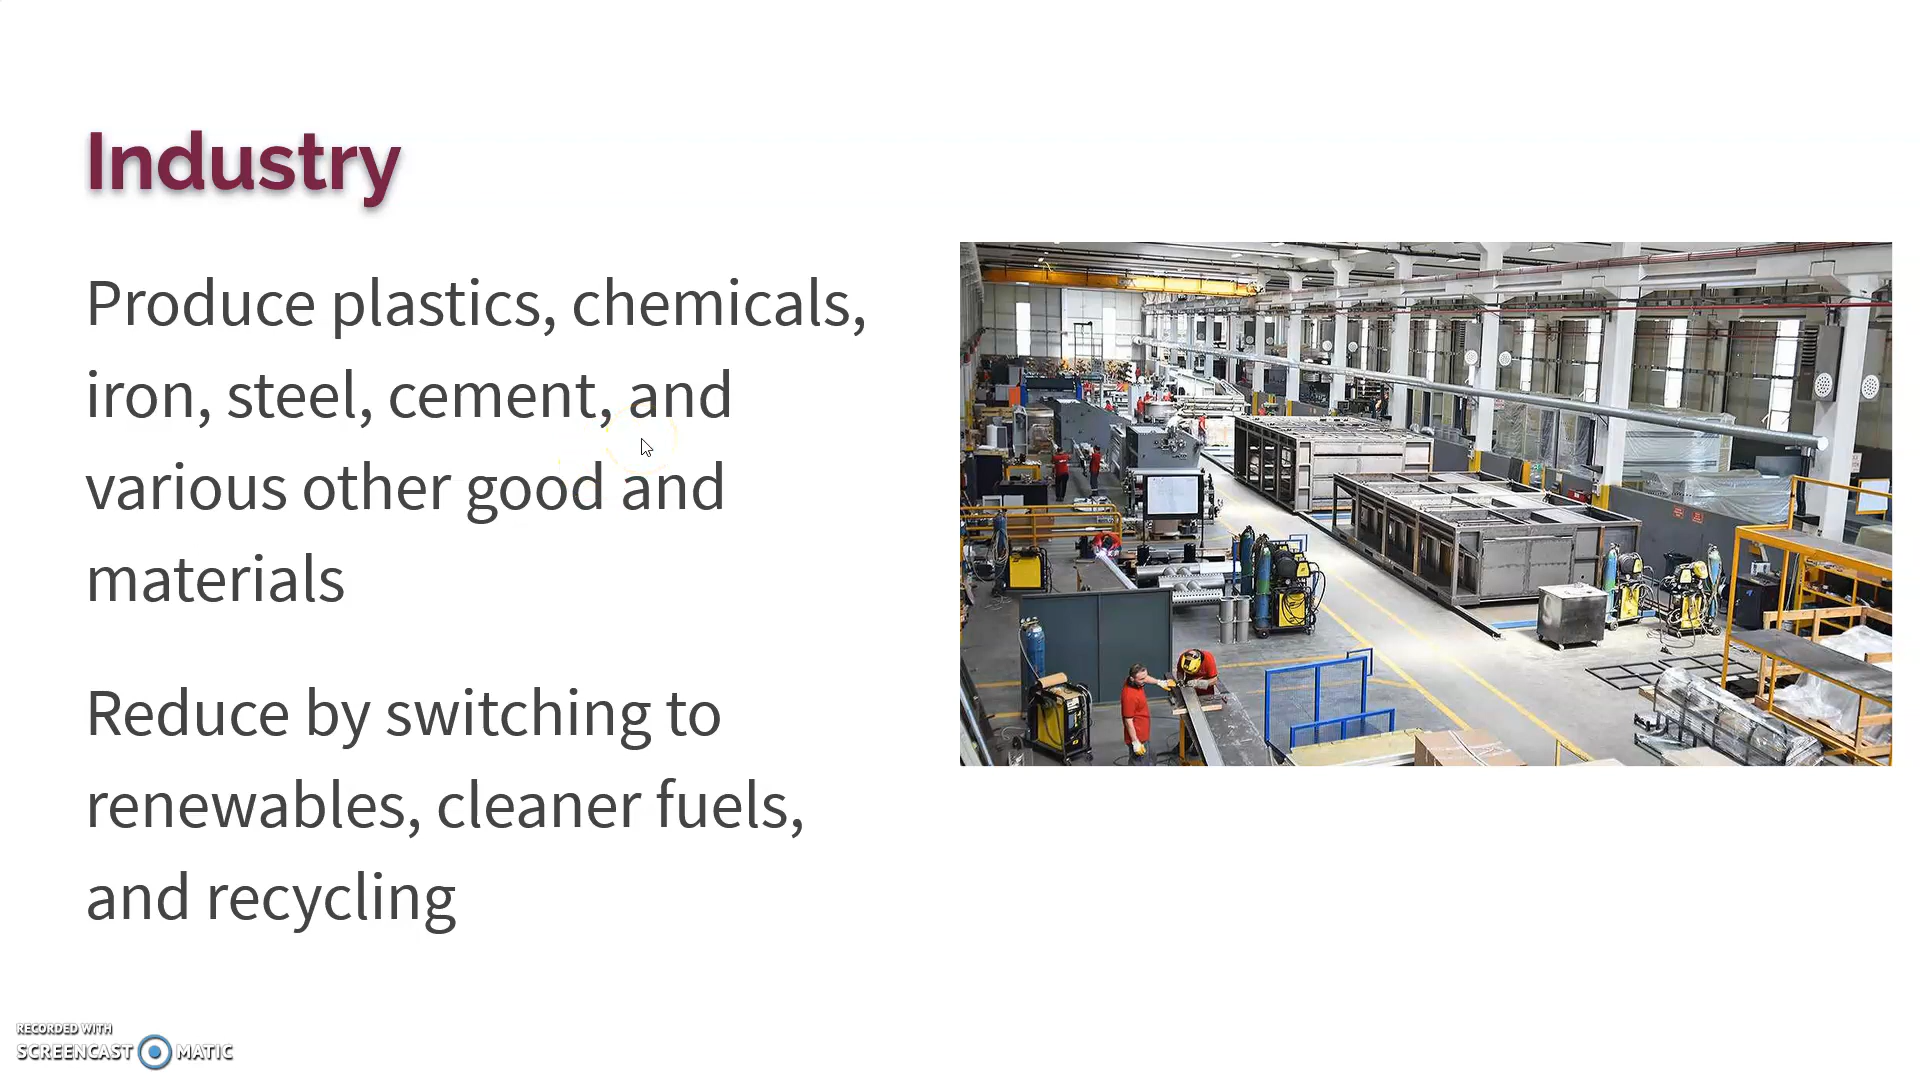 Industry
Produce plastics, chemicals,
iron, steel, cement, and
various other good and
materials
Reduce by switching to
renewables, cleaner fuels,
and recycling
RECORDED WITH
SCREENCAST MATIC